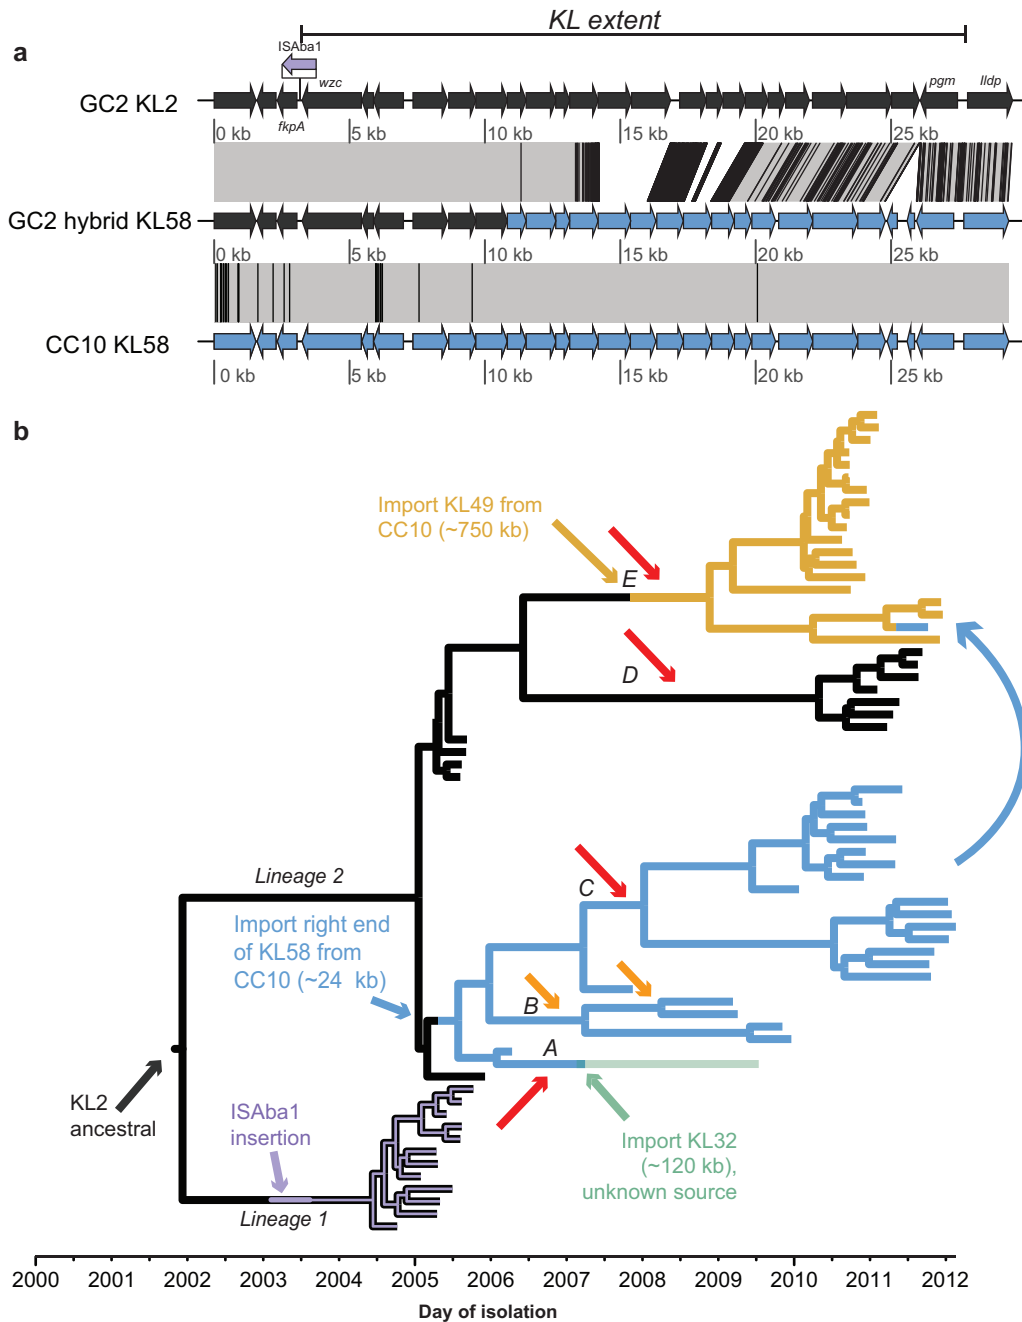 KL extent
a
ISAba1
wzc
pgm
lldp
GC2 KL2
fkpA
0 kb
5 kb
10 kb
15 kb
20 kb
25 kb
GC2 hybrid KL58
0 kb
5 kb
10 kb
15 kb
20 kb
25 kb
CC10 KL58
0 kb
5 kb
10 kb
15 kb
20 kb
25 kb
b
Import KL49 from
CC10 (~750 kb)
E
D
Lineage 2
C
Import right end
of KL58 from
CC10 (~24 kb)
B
A
KL2
ancestral
ISAba1
insertion
Import KL32
(~120 kb),
unknown source
Lineage 1
2000 2001 2002 2003 2004 2005 2006 2007 2008 2009 2010 2011 2012
Day of isolation